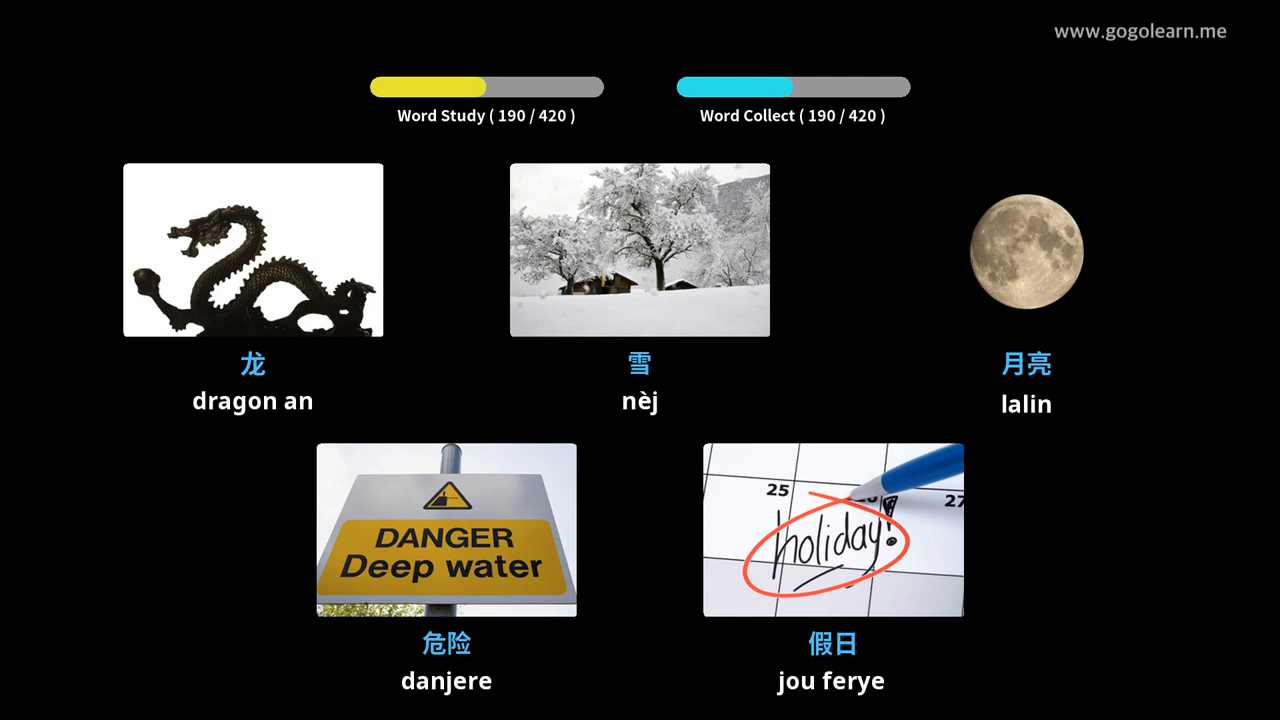 www.gogolearn.me
Word Study ( 190 / 420 )
Word Collect ( 190 / 420 )
龙
dragon an
雪
nèj
月亮
lalin
DANGER
Deep water
危险
danjere
25
27
holiday!
假日
jou ferye